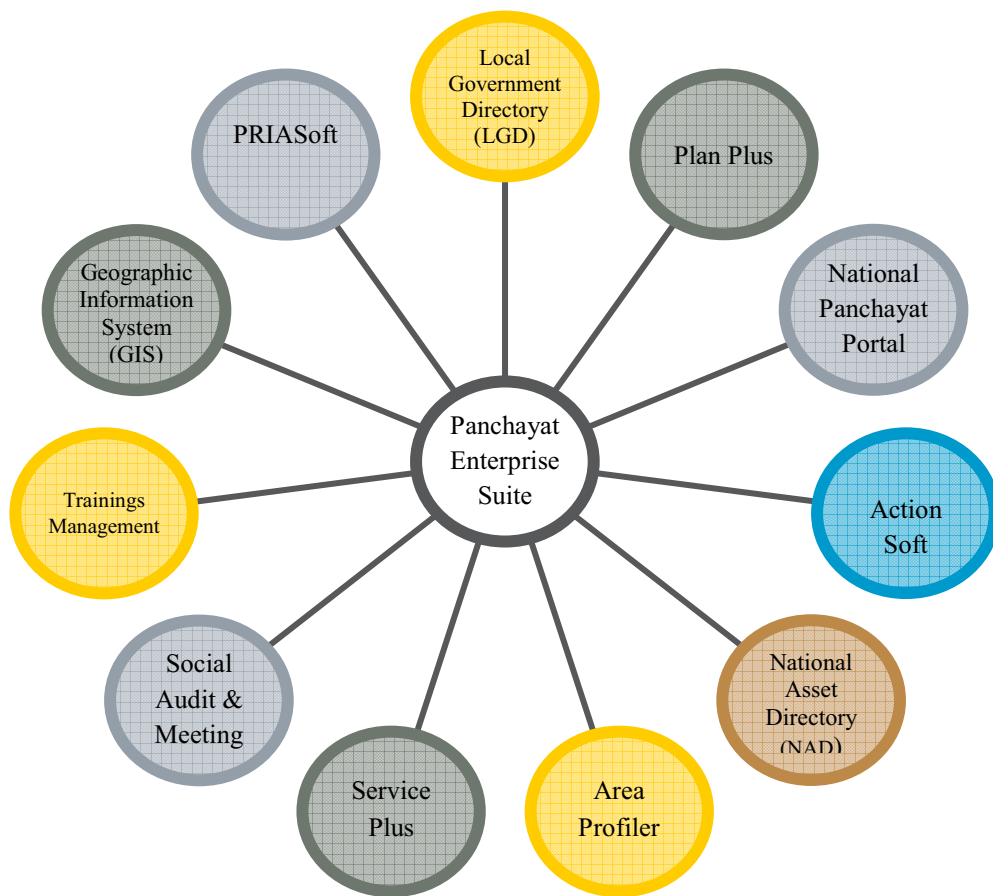 Local
Government
Directory
(LGD)
Plan Plus
National
Panchayat
Portal
Action
Soft
National
Asset
Directory
(NAD)
Area
Profiler
Service
Plus
Social
Audit &
Meeting
Trainings
Management
Geographic
Information
System
(GIS)
PRIASoft
Panchayat
Enterprise
Suite